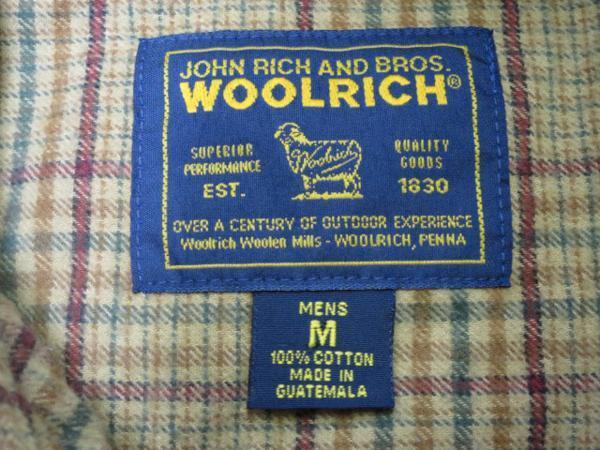 JOHN RICH AND BROS.
WOOLRICH®
SUPERIOR
PERFORMANCE
EST.
Woolrich
QUALITY
GOODS
1830
OVER A CENTURY OF OUTDOOR EXPERIENCE
Woolrich Woolen Mills - WOOLRICH, PENNA
MENS
M
100% COTTON
MADE IN
GUATEMALA